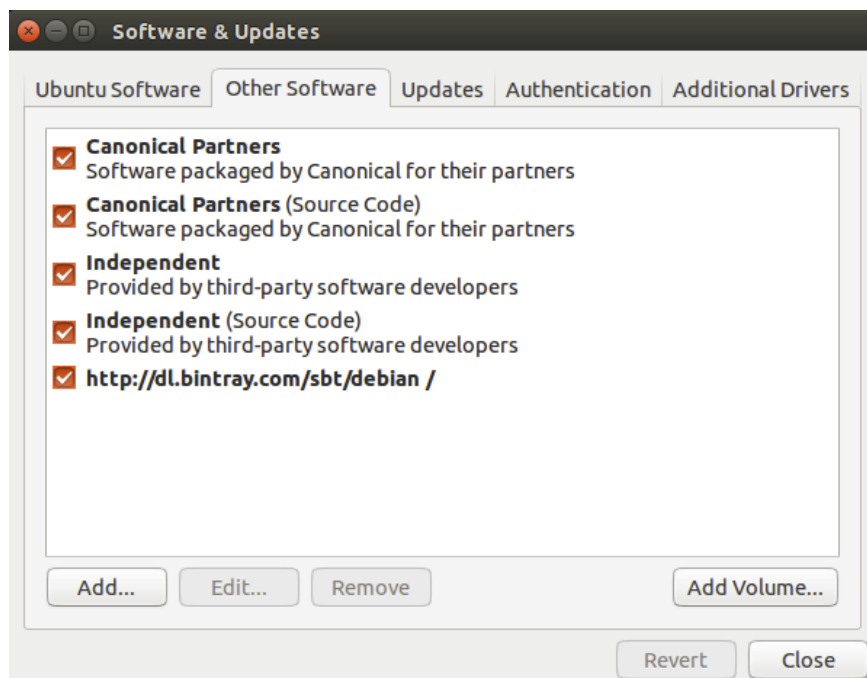 Software & Updates
Ubuntu Software Other Software Updates Authentication Additional Drivers
Canonical Partners
Software packaged by Canonical for their partners
Canonical Partners (Source Code)
Software packaged by Canonical for their partners
Independent
Provided by third-party software developers
Independent (Source Code)
Provided by third-party software developers
http://dl.bintray.com/sbt/debian /
Add... Edit... Remove Add Volume...
Revert Close